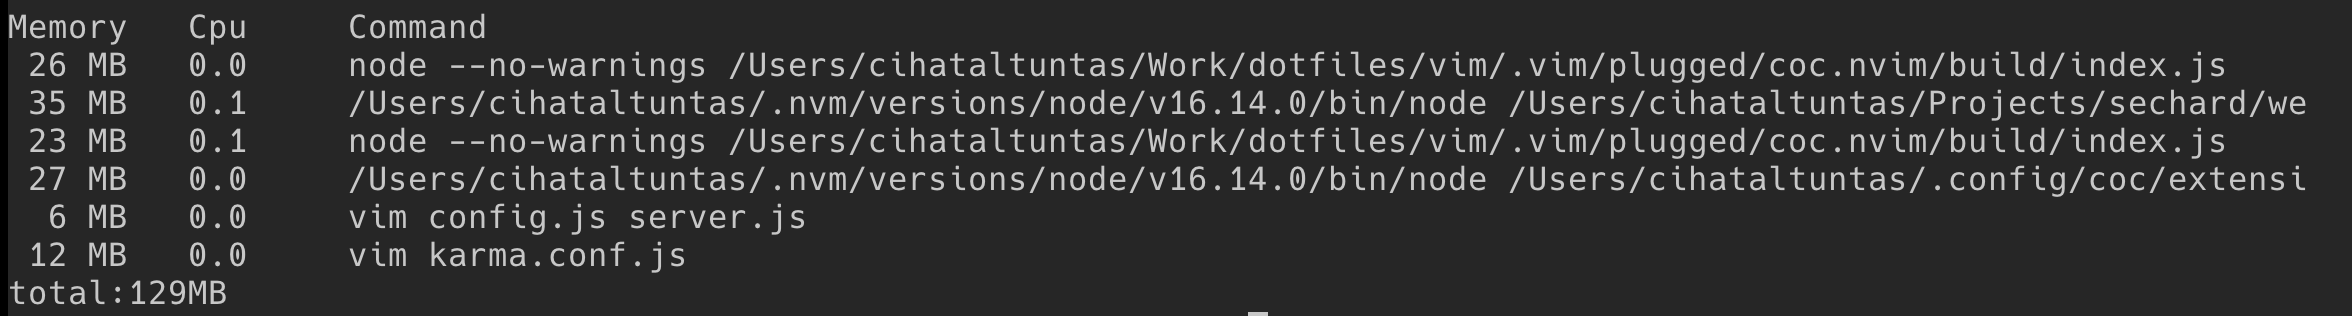 Memory   Cpu     Command
 26 MB   0.0     node --no-warnings /Users/cihataltuntas/Work/dotfiles/vim/.vim/plugged/coc.nvim/build/index.js
 35 MB   0.1     /Users/cihataltuntas/.nvm/versions/node/v16.14.0/bin/node /Users/cihataltuntas/Projects/sechard/we
 23 MB   0.1     node --no-warnings /Users/cihataltuntas/Work/dotfiles/vim/.vim/plugged/coc.nvim/build/index.js
 27 MB   0.0     /Users/cihataltuntas/.nvm/versions/node/v16.14.0/bin/node /Users/cihataltuntas/.config/coc/extensi
  6 MB   0.0     vim config.js server.js
 12 MB   0.0     vim karma.conf.js
total:129MB